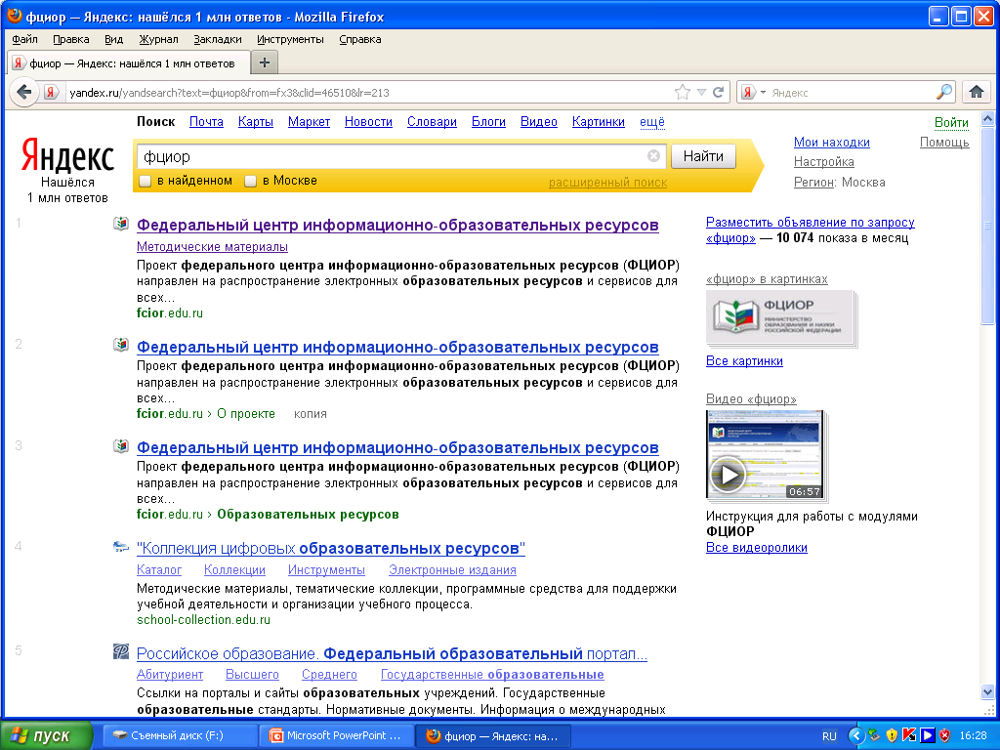 фциор — Яндекс: нашёлся 1 млн ответов - Mozilla Firefox
Файл Правка Вид Журнал Закладки Инструменты Справка
фциор — Яндекс: нашёлся 1 млн ответов
yandex.ru/yandsearch?text=фциор&from=fx3&clid=46510&lr=213
Яндекс
Поиск Почта Карты Маркет Новости Словари Блоги Видео Картинки ещё
Войти
Яндекс
фциор
Найти
Мои находки
Помощь
Нашёлся
1 млн ответов
в найденном в Москве расширенный поиск
Настройка
Регион: Москва
1
Федеральный центр информационно-образовательных ресурсов
Методические материалы
Проект федерального центра информационно-образовательных ресурсов (ФЦИОР)
направлен на распространение электронных образовательных ресурсов и сервисов для
всех...
fcior.edu.ru
2
Федеральный центр информационно-образовательных ресурсов
Проект федерального центра информационно-образовательных ресурсов (ФЦИОР)
направлен на распространение электронных образовательных ресурсов и сервисов для
всех...
fcior.edu.ru › О проекте копия
3
Федеральный центр информационно-образовательных ресурсов
Проект федерального центра информационно-образовательных ресурсов (ФЦИОР)
направлен на распространение электронных образовательных ресурсов и сервисов для
всех...
fcior.edu.ru › Образовательных ресурсов
4
"Коллекция цифровых образовательных ресурсов"
Каталог Коллекции Инструменты Электронные издания
Методические материалы, тематические коллекции, программные средства для поддержки
учебной деятельности и организации учебного процесса.
school-collection.edu.ru
5
Российское образование. Федеральный образовательный портал...
Абитуриент Высшего Среднего Государственные образовательные
Ссылки на порталы и сайты образовательных учреждений. Государственные
образовательные стандарты. Нормативные документы. Информация о международных
Разместить объявление по запросу
«фциор» — 10 074 показа в месяц
«фциор» в картинках
ФЦИОР
МИНИСТЕРСТВО
ОБРАЗОВАНИЯ И НАУКИ
РОССИЙСКОЙ ФЕДЕРАЦИИ
Все картинки
Видео «фциор»
06:57
Инструкция для работы с модулями
ФЦИОР
Все видеоролики
пуск
Съемный диск (F:)
Microsoft PowerPoint ...
фциор — Яндекс: на...
RU
16:28